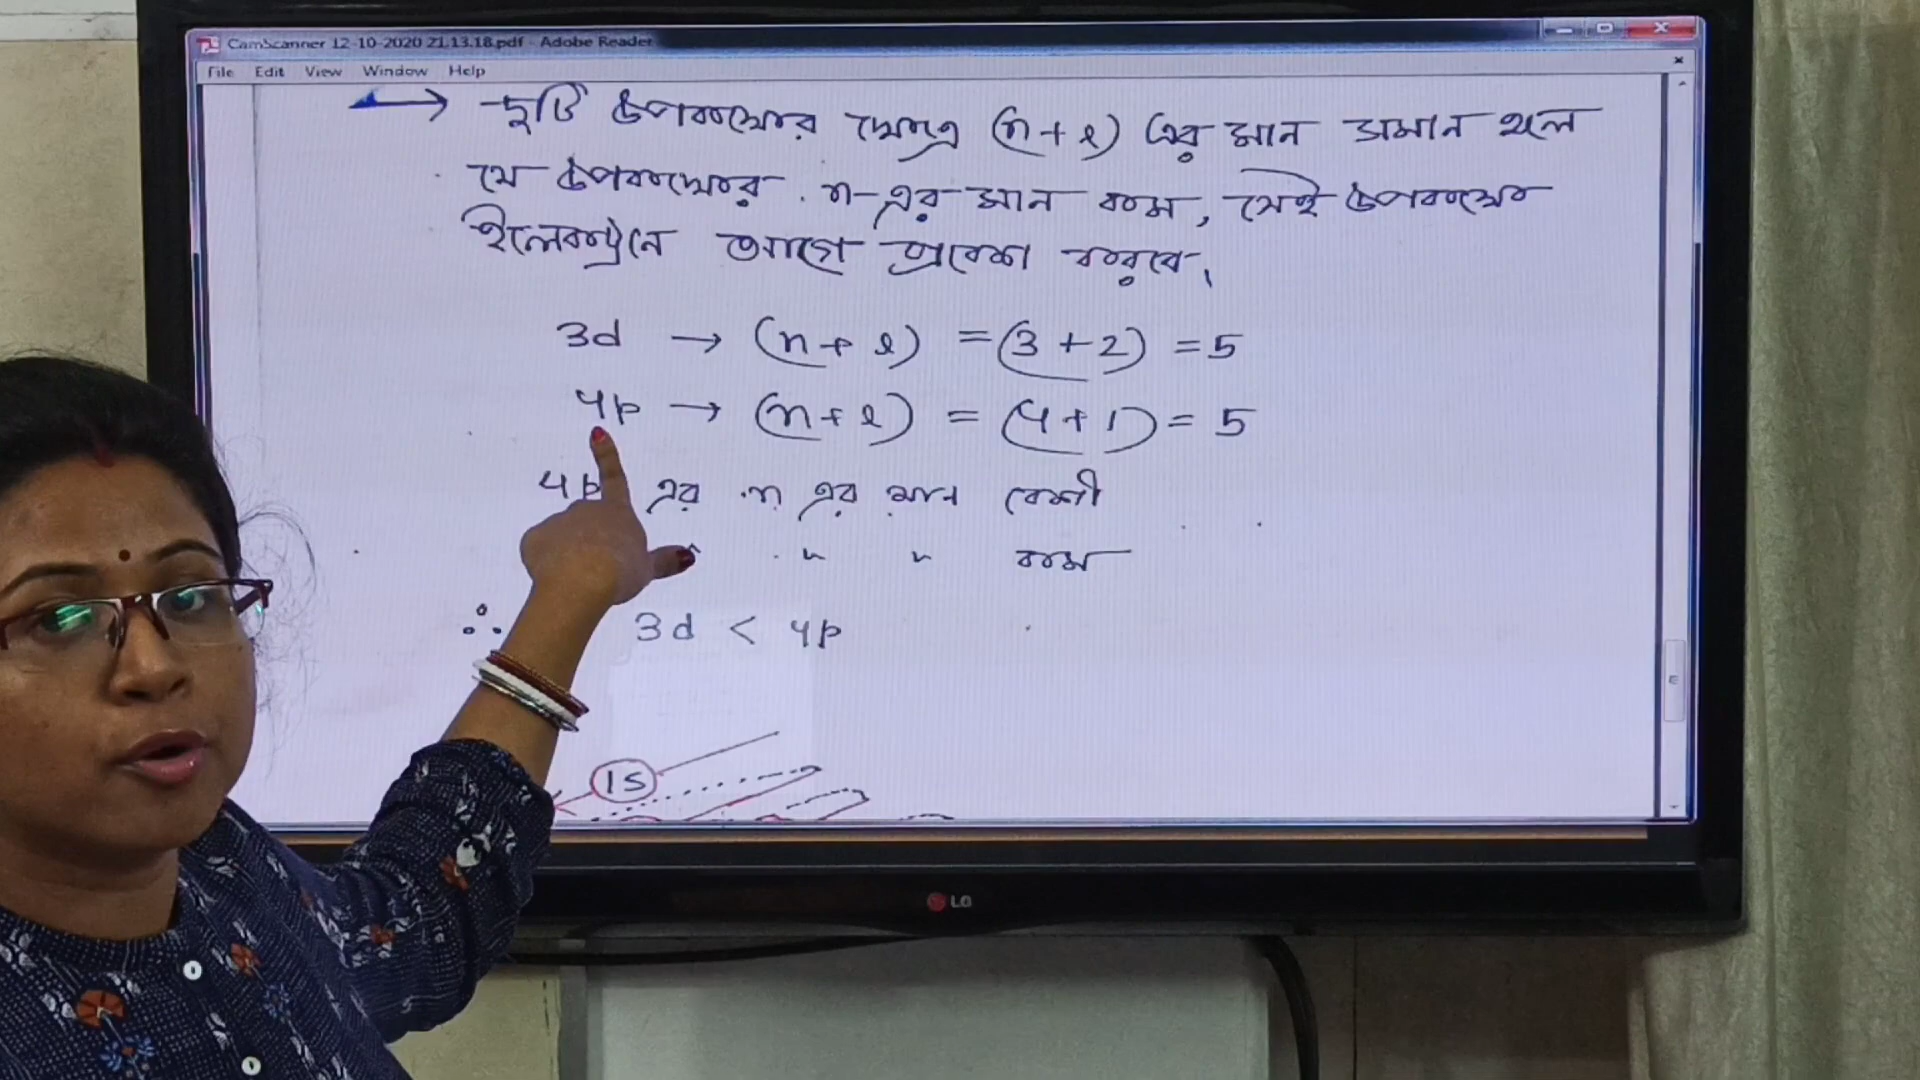 CamScanner 12-10-2020 21.13.18.pdf - Adobe Reader
File Edit View Window Help
→ দুটি উপকক্ষের ক্ষেত্রে (n+l) এর মান সমান হলে
যে উপকক্ষের n-এর মান কম, সেই উপকক্ষে
ইলেকট্রন আগে প্রবেশ করবে।
3d → (n+l) = (3+2) = 5
4p → (n+l) = (4+1) = 5
4p এর n এর মান বেশী
" " কম
∴ 3d < 4p
1S
LG